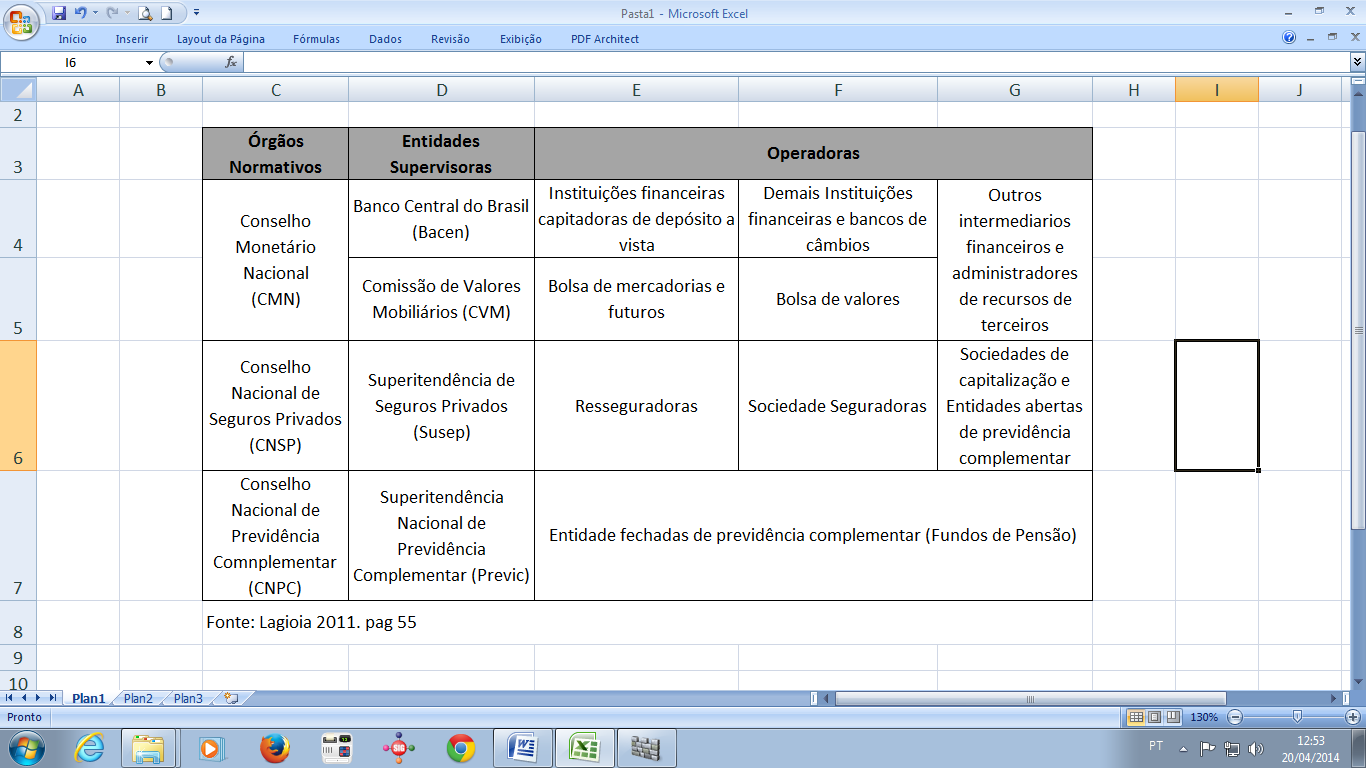 Pasta1 - Microsoft Excel
Início Inserir Layout da Página Fórmulas Dados Revisão Exibição PDF Architect
I6 fx
A B C D E F G H I J
2
3
Órgãos
Normativos
Entidades
Supervisoras
Operadoras
4
Conselho
Monetário
Nacional
(CMN)
Banco Central do Brasil
(Bacen)
Instituições financeiras
capitadoras de depósito a
vista
Demais Instituições
financeiras e bancos de
câmbios
Outros
intermediarios
financeiros e
administradores
de recursos de
terceiros
5
Comissão de Valores
Mobiliários (CVM)
Bolsa de mercadorias e
futuros
Bolsa de valores
6
Conselho
Nacional de
Seguros Privados
(CNSP)
Superitendência de
Seguros Privados
(Susep)
Resseguradoras
Sociedade Seguradoras
Sociedades de
capitalização e
Entidades abertas
de previdência
complementar
7
Conselho
Nacional de
Previdência
Comnplementar
(CNPC)
Superitendência
Nacional de
Previdência
Complementar (Previc)
Entidade fechadas de previdência complementar (Fundos de Pensão)
8
Fonte: Lagioia 2011. pag 55
9
10
Plan1 Plan2 Plan3
Pronto 130%
SIG
PT 12:53
20/04/2014